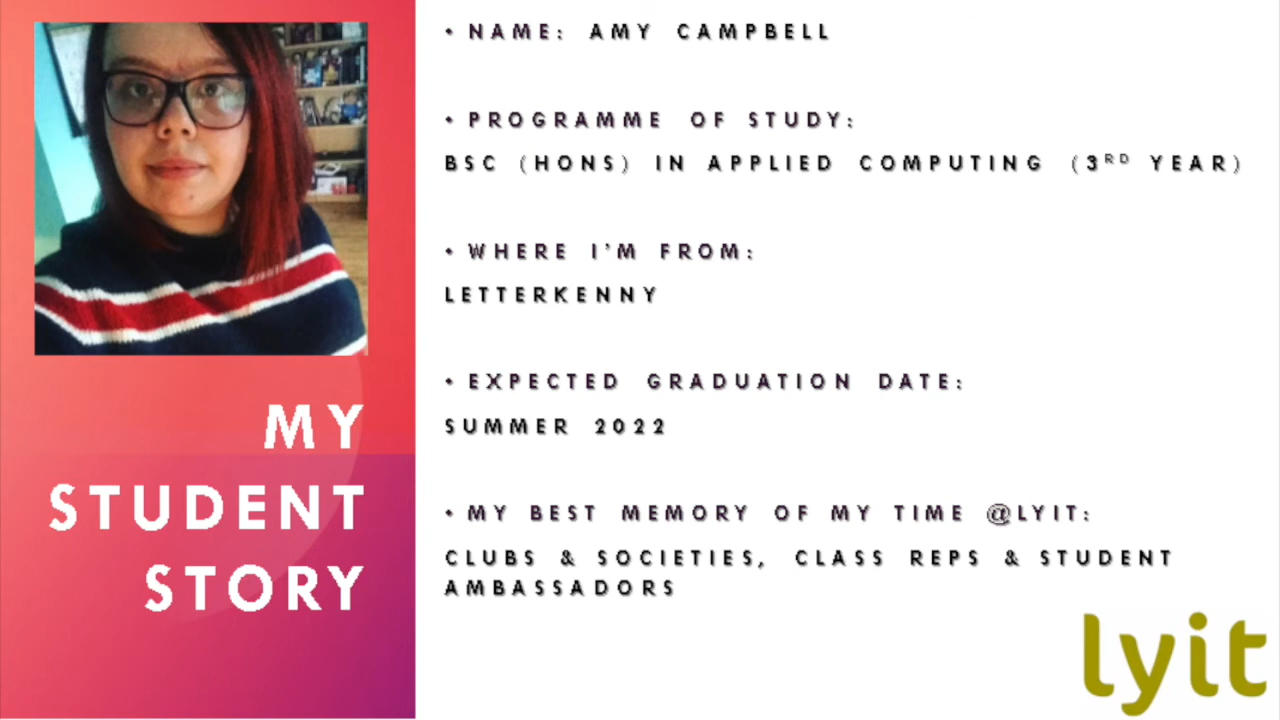 • NAME: AMY CAMPBELL
• PROGRAMME OF STUDY:
BSC (HONS) IN APPLIED COMPUTING (3RD YEAR)
• WHERE I'M FROM:
LETTERKENNY
• EXPECTED GRADUATION DATE:
SUMMER 2022
• MY BEST MEMORY OF MY TIME @LYIT:
CLUBS & SOCIETIES, CLASS REPS & STUDENT
AMBASSADORS
MY
STUDENT
STORY
lyit